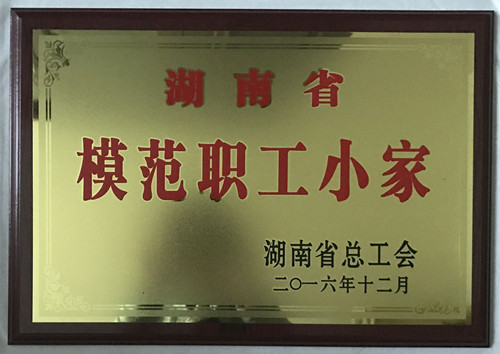 湖南省
模范职工小家
湖南省总工会
二〇一六年十二月